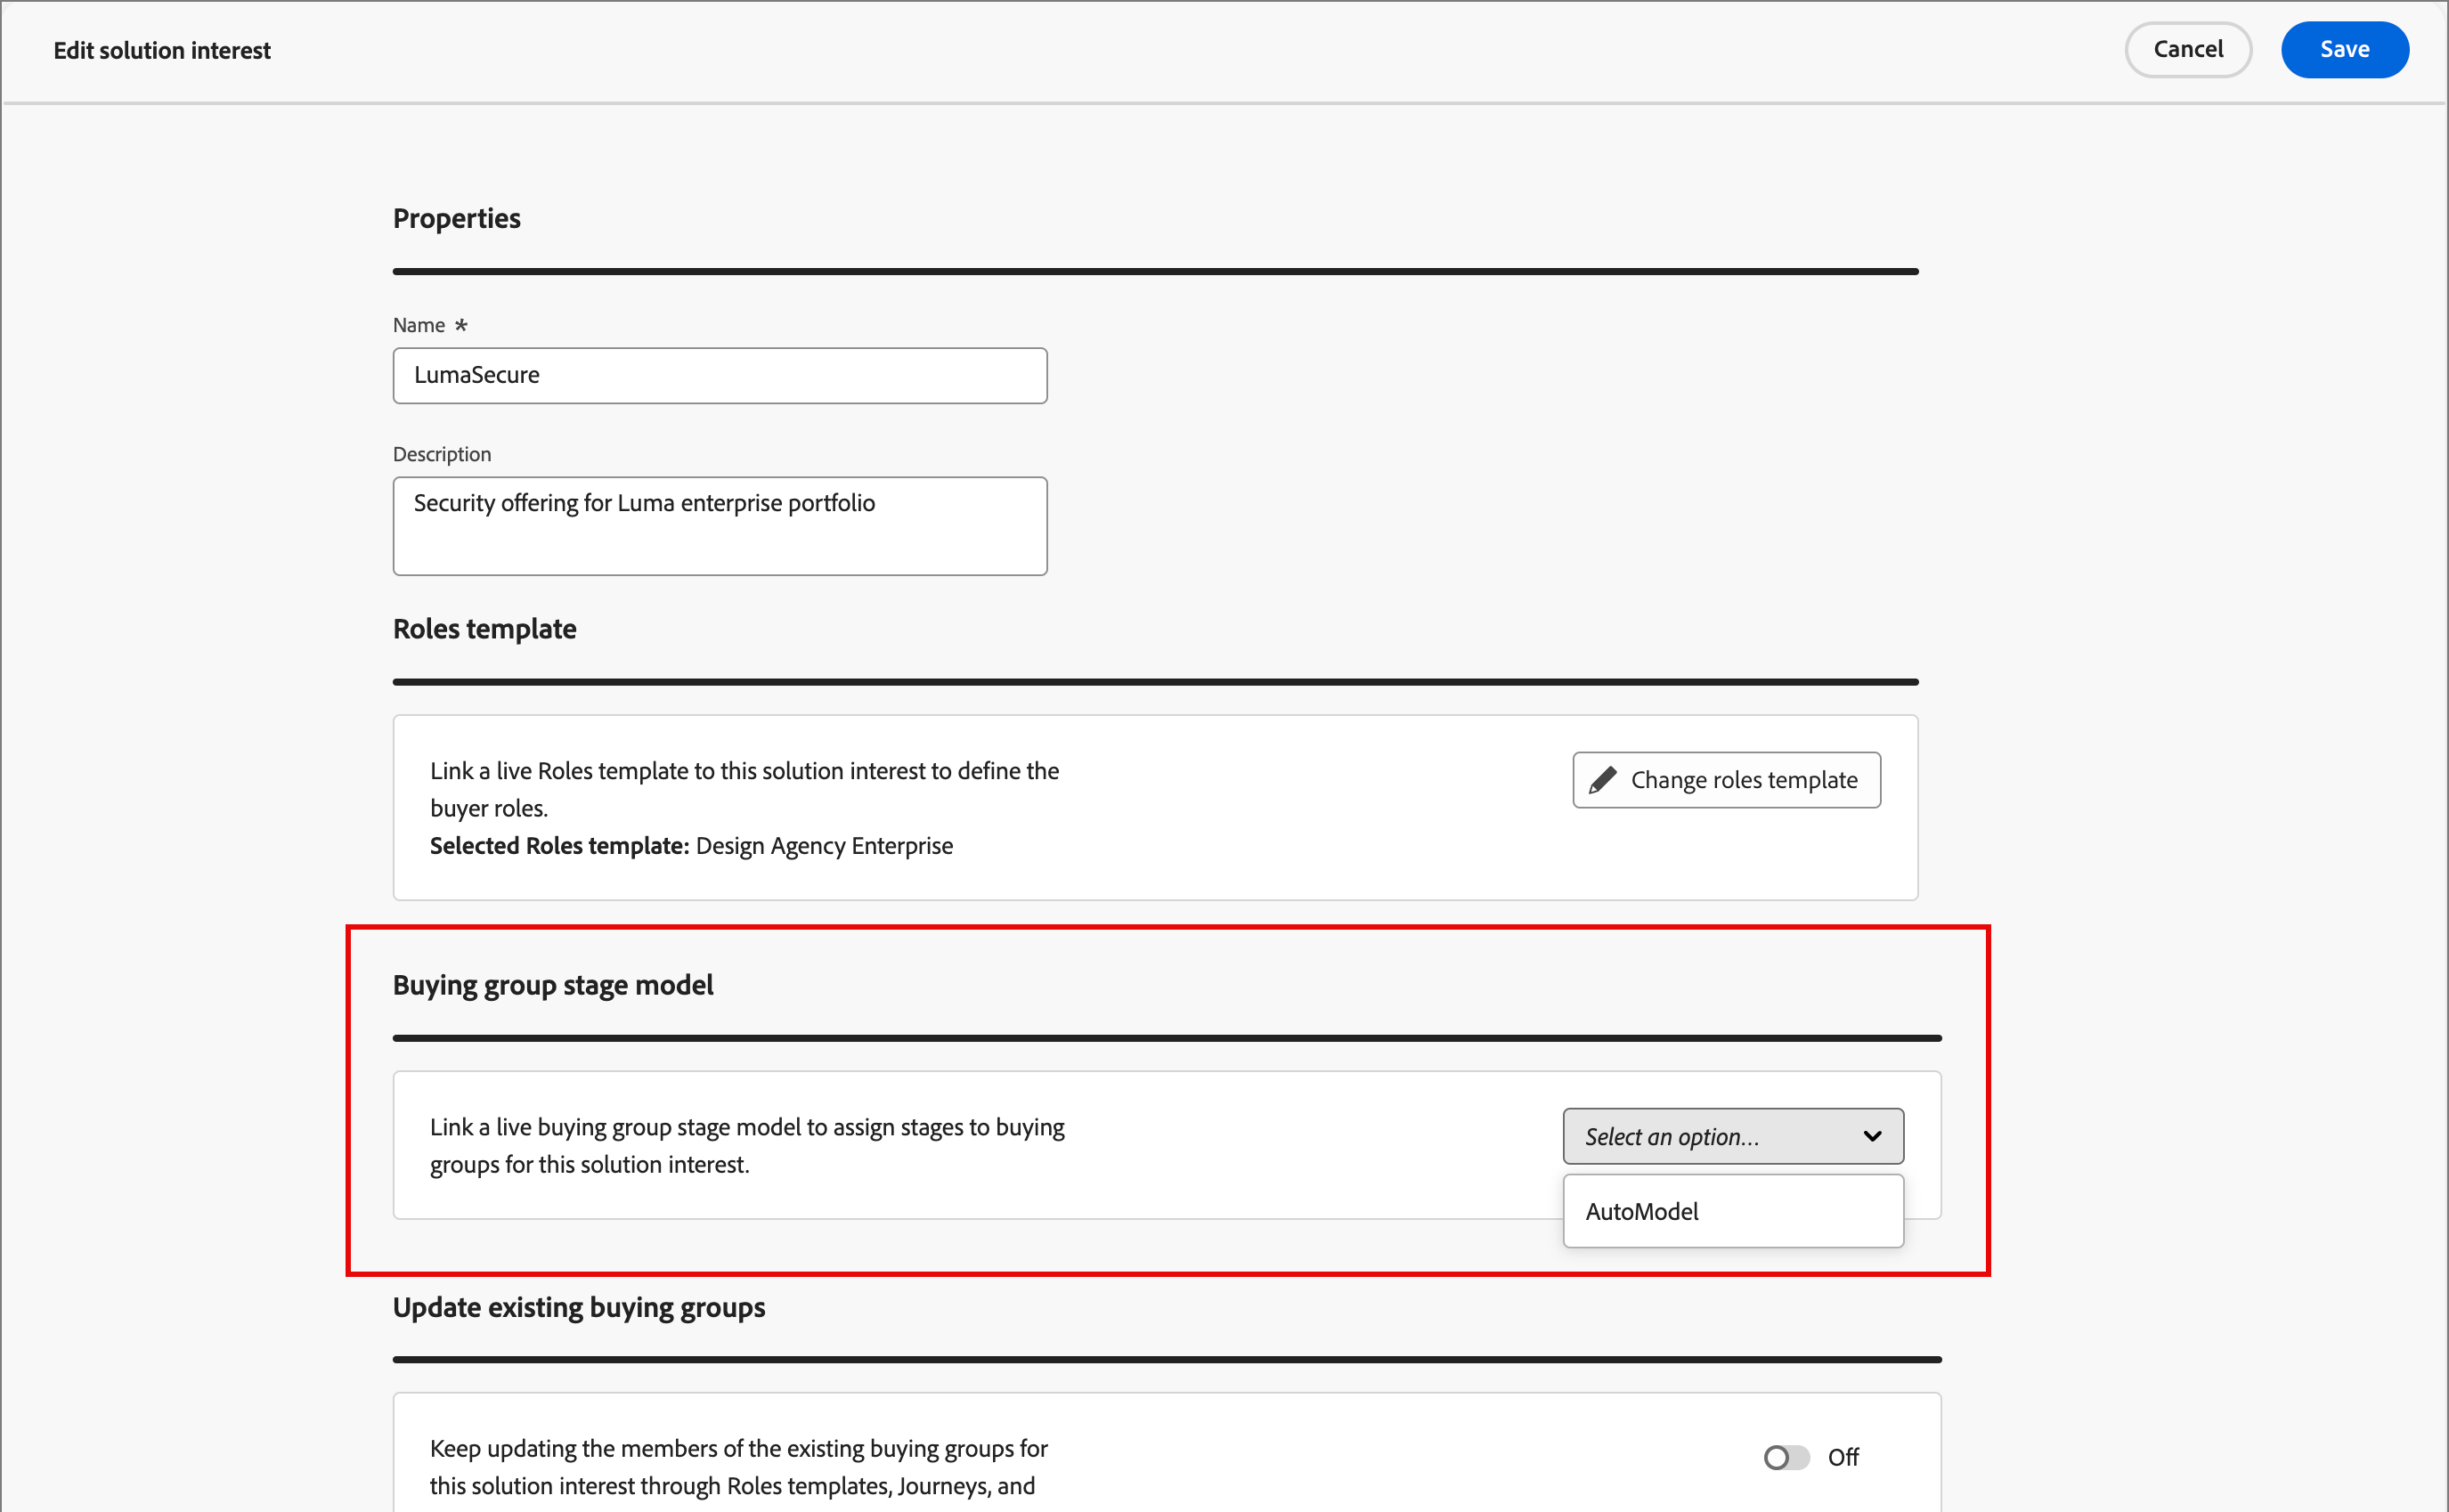 Edit solution interest
Cancel
Save
Properties
Name *
LumaSecure
Description
Security offering for Luma enterprise portfolio
Roles template
Link a live Roles template to this solution interest to define the
buyer roles.
Selected Roles template: Design Agency Enterprise
Change roles template
Buying group stage model
Link a live buying group stage model to assign stages to buying
groups for this solution interest.
Select an option...
AutoModel
Update existing buying groups
Keep updating the members of the existing buying groups for
this solution interest through Roles templates, Journeys, and
Off